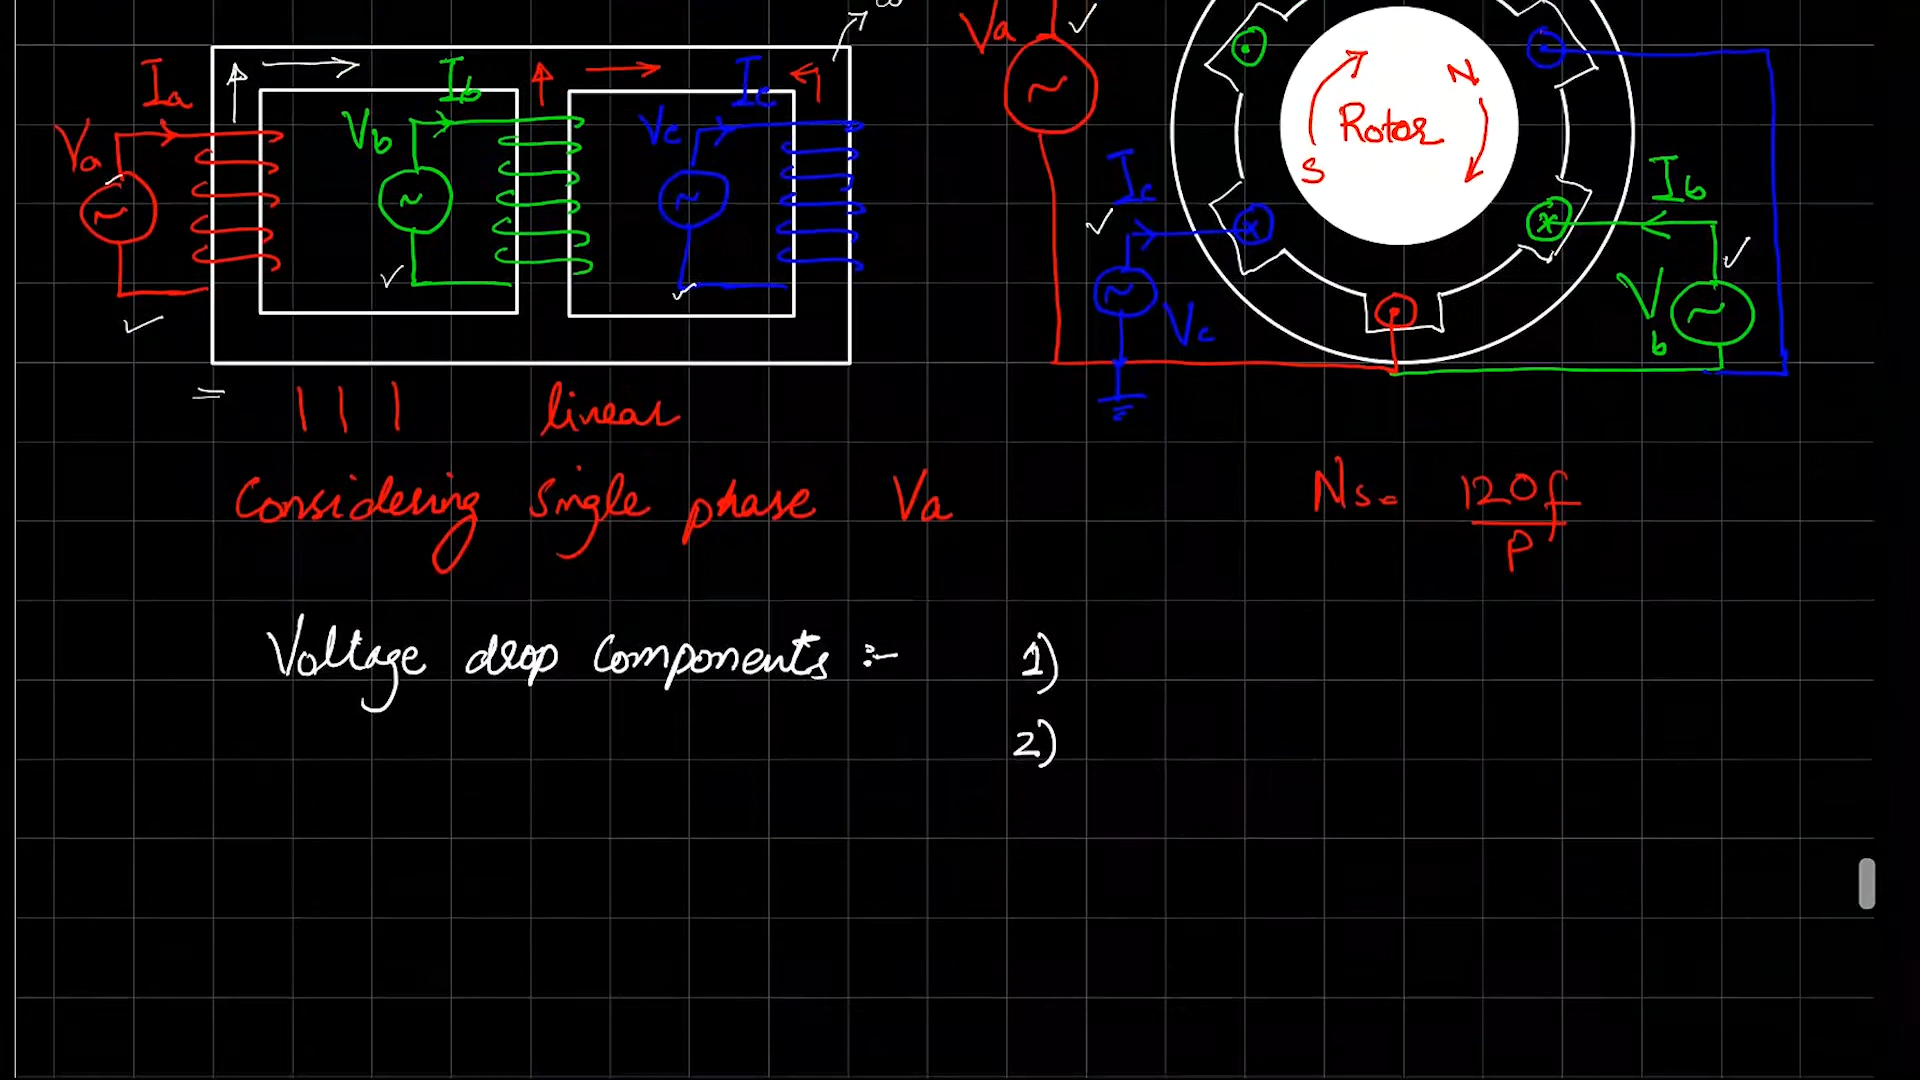 Va
Ia
Ib
Ic
Va
Vb
Vc
N
Rotor
S
Ic
Ib
Vc
Vb
linear
Considering Single phase Va
Ns = 120f
P
Voltage drop Components :-
1)
2)